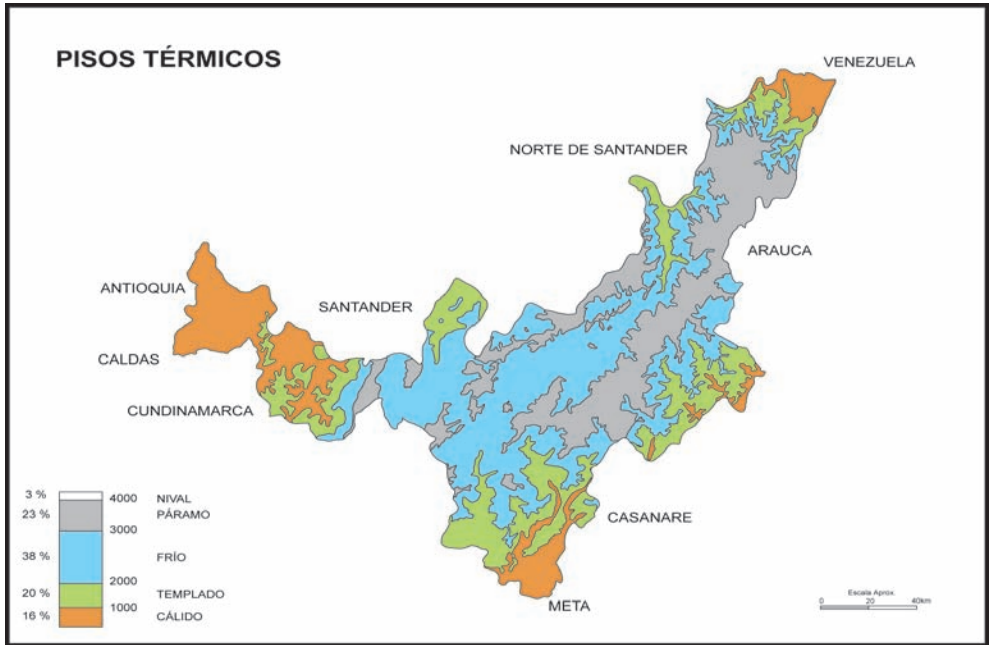 PISOS TÉRMICOS
VENEZUELA
NORTE DE SANTANDER
ARAUCA
ANTIOQUIA
SANTANDER
CALDAS
CUNDINAMARCA
CASANARE
META
3 % 4000 NIVAL
23 % PÁRAMO
3000
38 % FRÍO
2000
20 % TEMPLADO
1000
16 % CÁLIDO
Escala Aprox.
0 20 40km